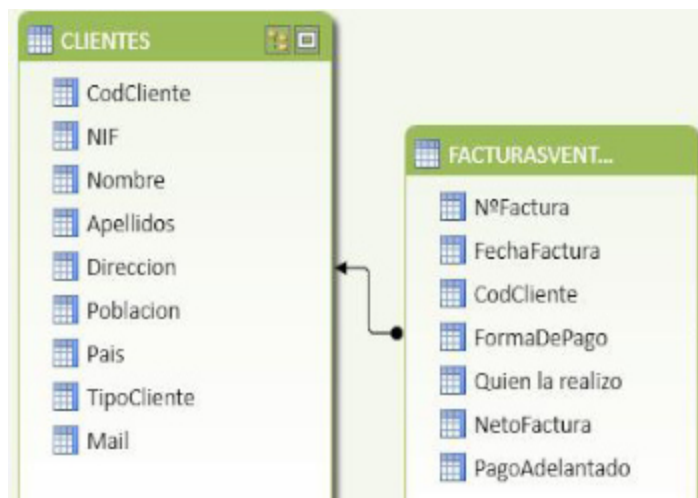 CLIENTES
CodCliente
NIF
Nombre
Apellidos
Direccion
Poblacion
Pais
TipoCliente
Mail
FACTURASVENT...
NºFactura
FechaFactura
CodCliente
FormaDePago
Quien la realizo
NetoFactura
PagoAdelantado